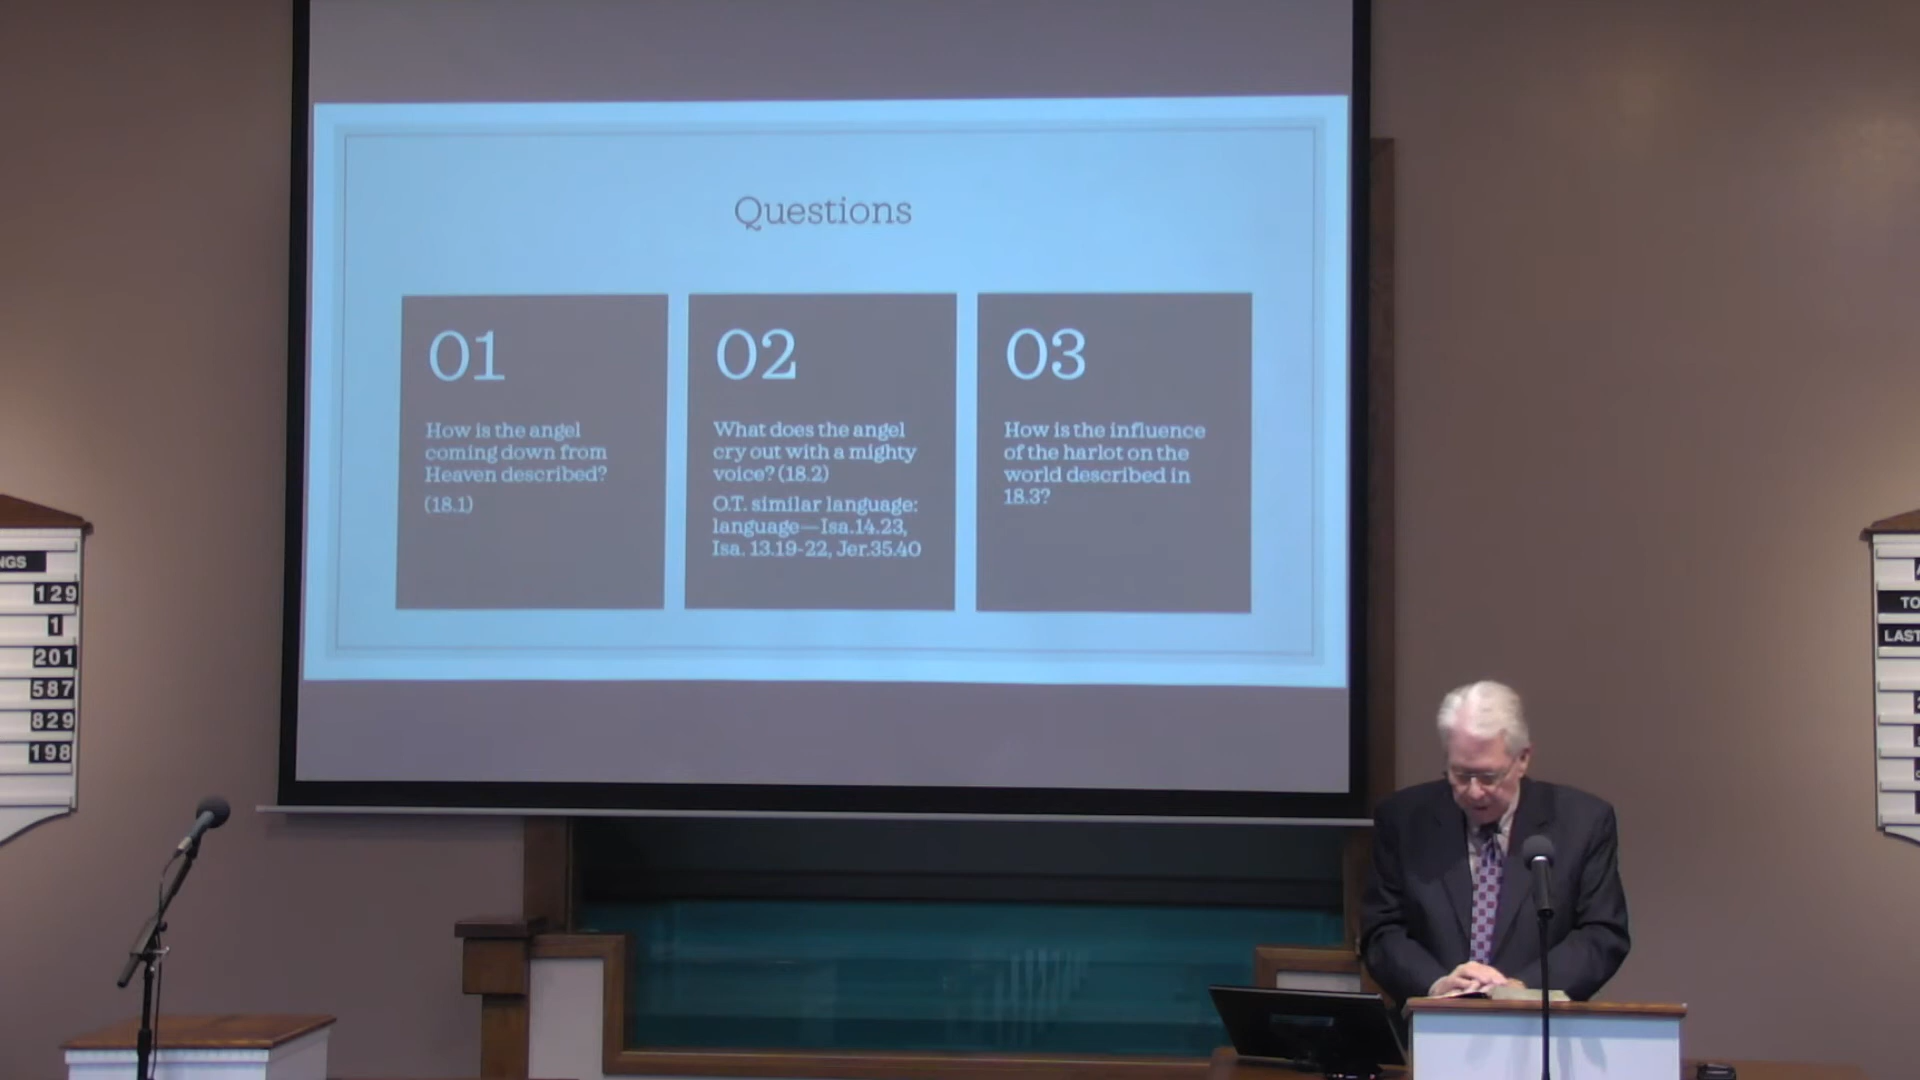 Questions
01
How is the angel
coming down from
Heaven described?
(18.1)
02
What does the angel
cry out with a mighty
voice? (18.2)
O.T. similar language:
language—Isa.14.23,
Isa. 13.19-22, Jer.35.40
03
How is the influence
of the harlot on the
world described in
18.3?
129
1
201
587
829
198
TO
LAST